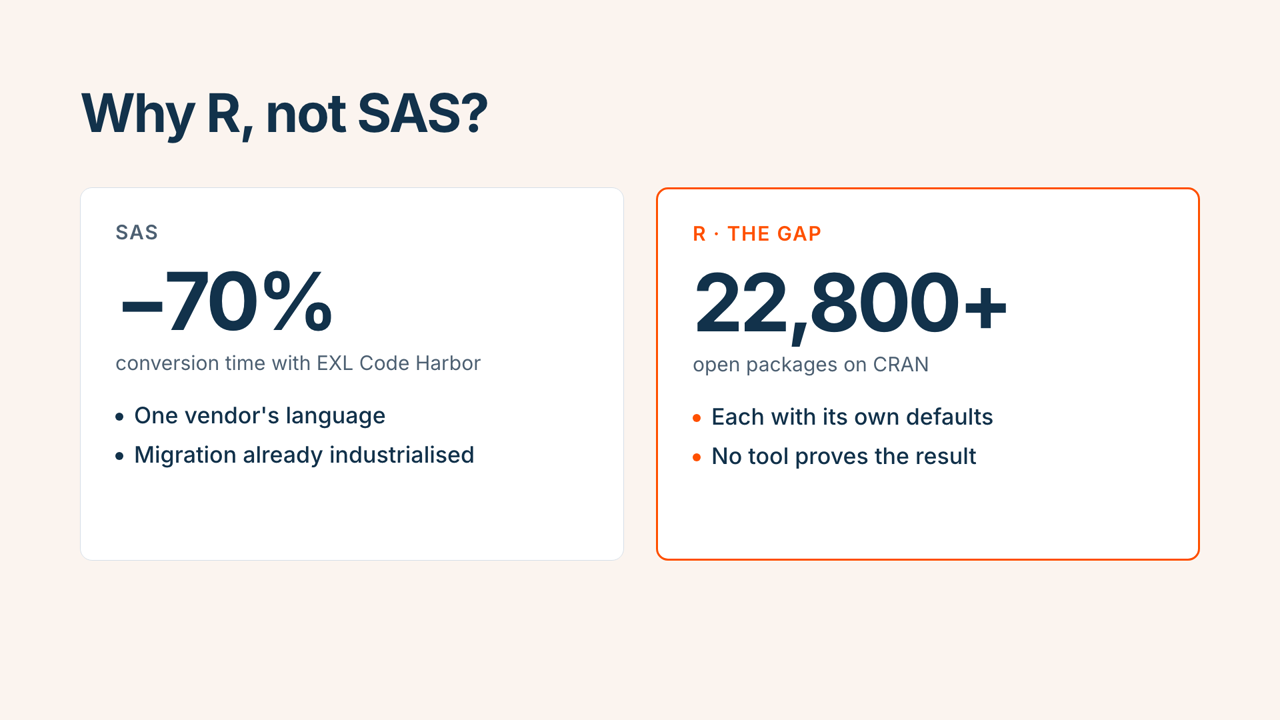 Why R, not SAS?
SAS
–70%
conversion time with EXL Code Harbor
• One vendor's language
• Migration already industrialised
R · THE GAP
22,800+
open packages on CRAN
• Each with its own defaults
• No tool proves the result